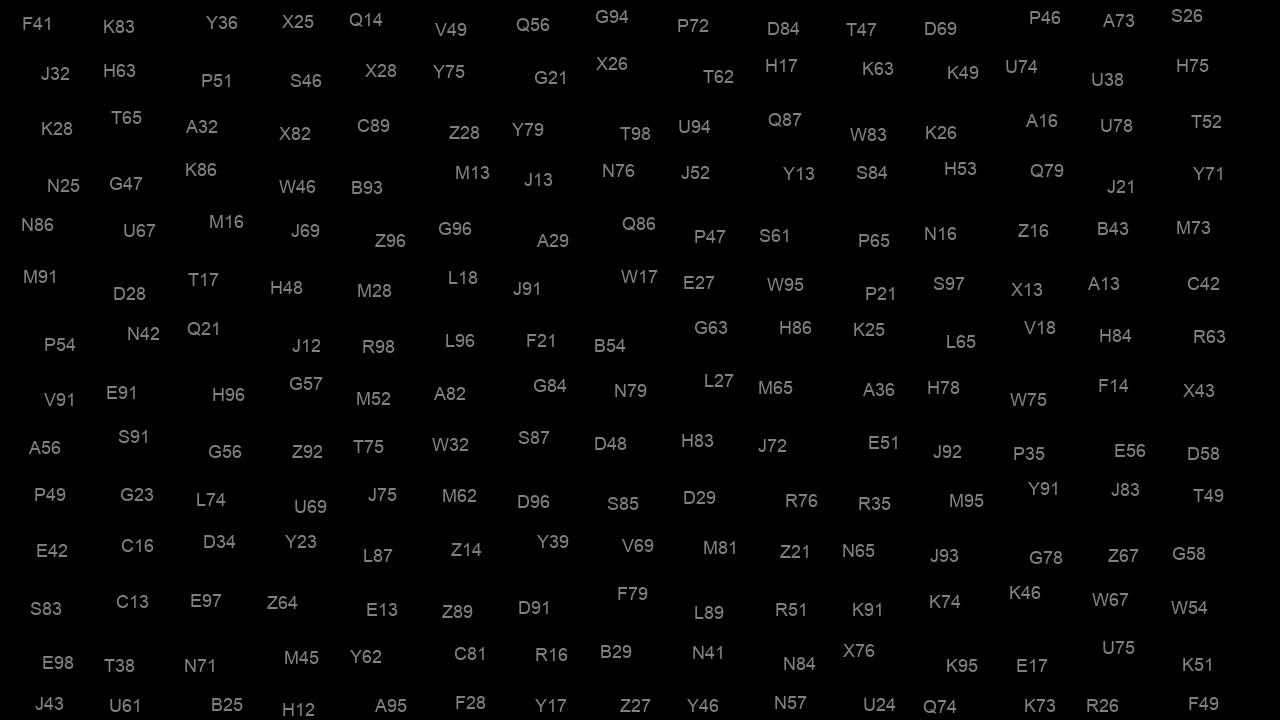 F41 K83 Y36 X25 Q14 V49 Q56 G94 P72 D84 T47 D69 P46 A73 S26
J32 H63 P51 S46 X28 Y75 G21 X26 T62 H17 K63 K49 U74 U38 H75
K28 T65 A32 X82 C89 Z28 Y79 T98 U94 Q87 W83 K26 A16 U78 T52
N25 G47 K86 W46 B93 M13 J13 N76 J52 Y13 S84 H53 Q79 J21 Y71
N86 U67 M16 J69 Z96 G96 A29 Q86 P47 S61 P65 N16 Z16 B43 M73
M91 D28 T17 H48 M28 L18 J91 W17 E27 W95 P21 S97 X13 A13 C42
P54 N42 Q21 J12 R98 L96 F21 B54 G63 H86 K25 L65 V18 H84 R63
V91 E91 H96 G57 M52 A82 G84 N79 L27 M65 A36 H78 W75 F14 X43
A56 S91 G56 Z92 T75 W32 S87 D48 H83 J72 E51 J92 P35 E56 D58
P49 G23 L74 U69 J75 M62 D96 S85 D29 R76 R35 M95 Y91 J83 T49
E42 C16 D34 Y23 L87 Z14 Y39 V69 M81 Z21 N65 J93 G78 Z67 G58
S83 C13 E97 Z64 E13 Z89 D91 F79 L89 R51 K91 K74 K46 W67 W54
E98 T38 N71 M45 Y62 C81 R16 B29 N41 N84 X76 K95 E17 U75 K51
J43 U61 B25 H12 A95 F28 Y17 Z27 Y46 N57 U24 Q74 K73 R26 F49